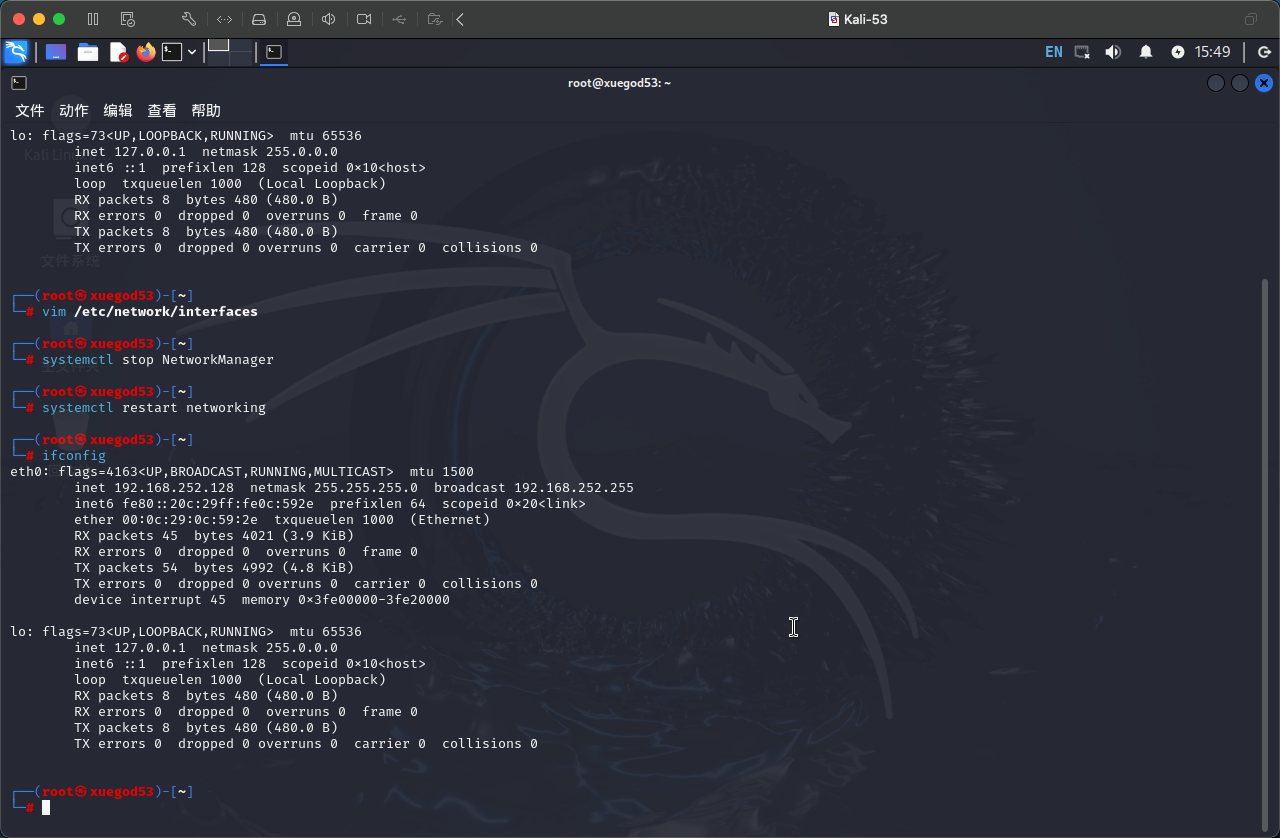 Kali-53
EN 15:49
root@xuegod53: ~
文件 动作 编辑 查看 帮助
lo: flags=73<UP,LOOPBACK,RUNNING>  mtu 65536
        inet 127.0.0.1  netmask 255.0.0.0
        inet6 ::1  prefixlen 128  scopeid 0×10<host>
        loop  txqueuelen 1000  (Local Loopback)
        RX packets 8  bytes 480 (480.0 B)
        RX errors 0  dropped 0  overruns 0  frame 0
        TX packets 8  bytes 480 (480.0 B)
        TX errors 0  dropped 0 overruns 0  carrier 0  collisions 0
文件系统
┌──(root㉿xuegod53)-[~]
└─# vim /etc/network/interfaces
┌──(root㉿xuegod53)-[~]
└─# systemctl stop NetworkManager
主文件夹
┌──(root㉿xuegod53)-[~]
└─# systemctl restart networking
┌──(root㉿xuegod53)-[~]
└─# ifconfig
eth0: flags=4163<UP,BROADCAST,RUNNING,MULTICAST>  mtu 1500
        inet 192.168.252.128  netmask 255.255.255.0  broadcast 192.168.252.255
        inet6 fe80::20c:29ff:fe0c:592e  prefixlen 64  scopeid 0×20<link>
        ether 00:0c:29:0c:59:2e  txqueuelen 1000  (Ethernet)
        RX packets 45  bytes 4021 (3.9 KiB)
        RX errors 0  dropped 0  overruns 0  frame 0
        TX packets 54  bytes 4992 (4.8 KiB)
        TX errors 0  dropped 0 overruns 0  carrier 0  collisions 0
        device interrupt 45  memory 0×3fe00000-3fe20000
lo: flags=73<UP,LOOPBACK,RUNNING>  mtu 65536
        inet 127.0.0.1  netmask 255.0.0.0
        inet6 ::1  prefixlen 128  scopeid 0×10<host>
        loop  txqueuelen 1000  (Local Loopback)
        RX packets 8  bytes 480 (480.0 B)
        RX errors 0  dropped 0  overruns 0  frame 0
        TX packets 8  bytes 480 (480.0 B)
        TX errors 0  dropped 0 overruns 0  carrier 0  collisions 0
┌──(root㉿xuegod53)-[~]
└─#